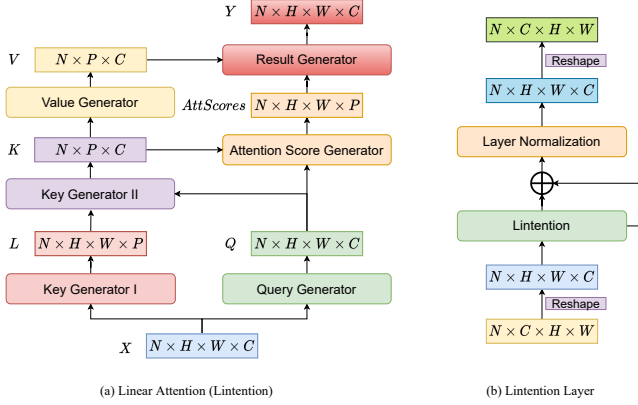 Y N × H × W × C
Result Generator
V N × P × C
AttScores N × H × W × P
Value Generator
K N × P × C
Attention Score Generator
Key Generator II
L N × H × W × P
Q N × H × W × C
Key Generator I
Query Generator
X N × H × W × C
(a) Linear Attention (Lintention)
N × C × H × W
Reshape
N × H × W × C
Layer Normalization
Lintention
N × H × W × C
Reshape
N × C × H × W
(b) Lintention Layer